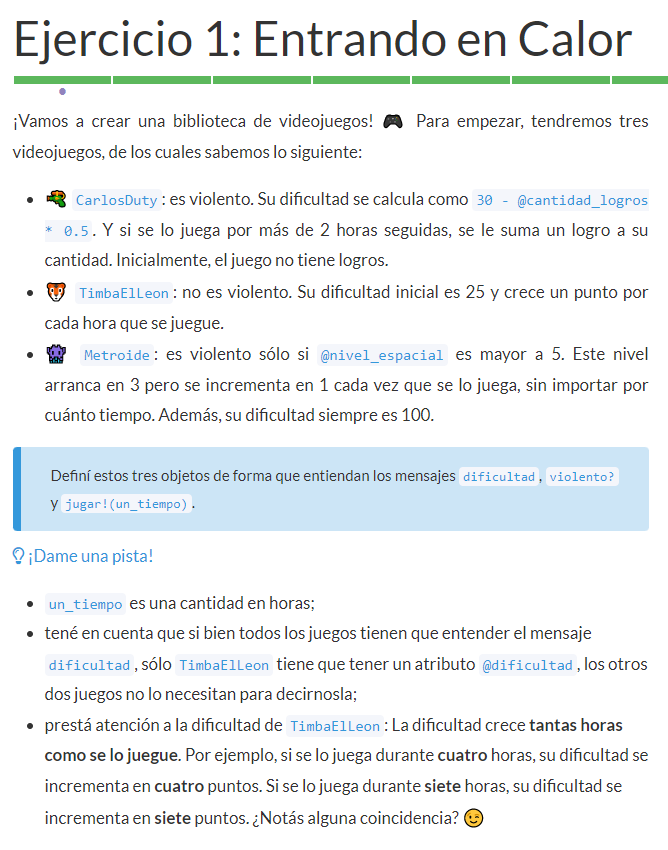 Ejercicio 1: Entrando en Calor
¡Vamos a crear una biblioteca de videojuegos! 🎮 Para empezar, tendremos tres
videojuegos, de los cuales sabemos lo siguiente:
CarlosDuty: es violento. Su dificultad se calcula como 30 - @cantidad_logros
* 0.5. Y si se lo juega por más de 2 horas seguidas, se le suma un logro a su
cantidad. Inicialmente, el juego no tiene logros.
TimbaElLeon: no es violento. Su dificultad inicial es 25 y crece un punto por
cada hora que se juegue.
Metroide: es violento sólo si @nivel_espacial es mayor a 5. Este nivel
arranca en 3 pero se incrementa en 1 cada vez que se lo juega, sin importar por
cuánto tiempo. Además, su dificultad siempre es 100.
Definí estos tres objetos de forma que entiendan los mensajes dificultad, violento?
y jugar!(un_tiempo).
¡Dame una pista!
un_tiempo es una cantidad en horas;
tené en cuenta que si bien todos los juegos tienen que entender el mensaje
dificultad, sólo TimbaElLeon tiene que tener un atributo @dificultad, los otros
dos juegos no lo necesitan para decirnosla;
prestá atención a la dificultad de TimbaElLeon: La dificultad crece tantas horas
como se lo juegue. Por ejemplo, si se lo juega durante cuatro horas, su dificultad se
incrementa en cuatro puntos. Si se lo juega durante siete horas, su dificultad se
incrementa en siete puntos. ¿Notás alguna coincidencia? 😉